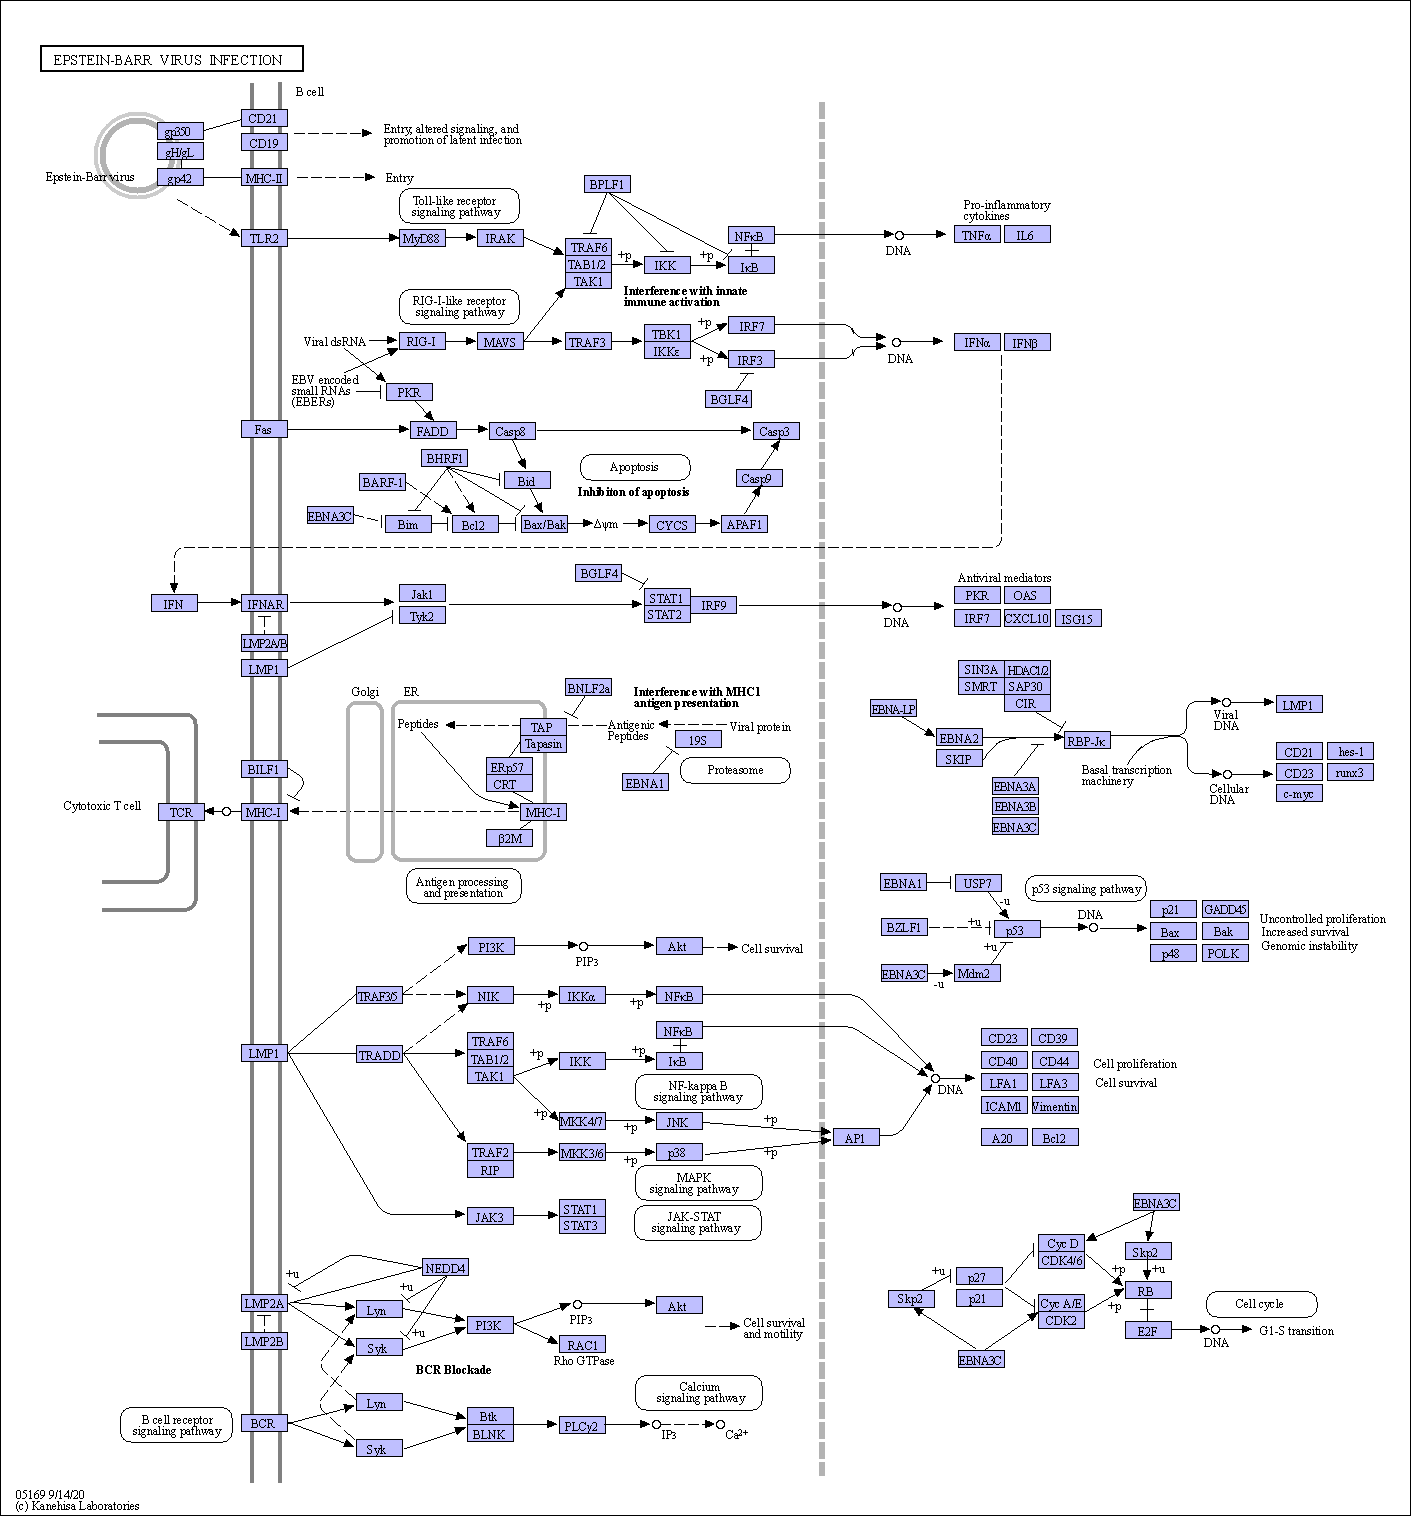 EPSTEIN-BARR VIRUS INFECTION
B cell
gp350
CD21
gH/gL
CD19
Entry, altered signaling, and
promotion of latent infection
Epstein-Barr virus
gp42
MHC-II
Entry
Toll-like receptor
signaling pathway
BPLF1
Pro-inflammatory
cytokines
TLR2
MyD88
IRAK
TRAF6
TAB1/2
TAK1
+p
IKK
+p
NFκB
IκB
DNA
TNFα
IL6
Interference with innate
immune activation
RIG-I-like receptor
signaling pathway
Viral dsRNA
RIG-I
MAVS
TRAF3
TBK1
IKKε
+p
+p
IRF7
IRF3
DNA
IFNα
IFNβ
EBV encoded
small RNAs
(EBERs)
PKR
BGLF4
Fas
FADD
Casp8
Casp3
BHRF1
Bid
Apoptosis
Casp9
BARF-1
Inhibiton of apoptosis
EBNA3C
Bim
Bcl2
Bax/Bak
Δψm
CYCS
APAF1
IFN
IFNAR
Jak1
Tyk2
BGLF4
STAT1
STAT2
IRF9
DNA
Antiviral mediators
PKR
OAS
IRF7
CXCL10
ISG15
LMP2A/B
LMP1
Golgi
ER
BNLF2a
Interference with MHC1
antigen presentation
Peptides
TAP
Tapasin
Antigenic
Peptides
Viral protein
19S
ERp57
CRT
EBNA1
Proteasome
BILF1
Cytotoxic T cell
TCR
MHC-I
MHC-I
β2M
Antigen processing
and presentation
SIN3A
HDAC1/2
SMRT
SAP30
CIR
EBNA-LP
EBNA2
SKIP
RBP-Jκ
Viral
DNA
LMP1
Basal transcription
machinery
EBNA3A
EBNA3B
EBNA3C
Cellular
DNA
CD21
hes-1
CD23
runx3
c-myc
EBNA1
USP7
p53 signaling pathway
-u
BZLF1
+u
p53
+u
DNA
p21
GADD45
Bax
Bak
p48
POLK
Uncontrolled proliferation
Increased survival
Genomic instability
EBNA3C
-u
Mdm2
PI3K
PIP3
Akt
Cell survival
TRAF3/5
NIK
+p
IKKα
+p
NFκB
LMP1
TRADD
TRAF6
TAB1/2
TAK1
+p
IKK
+p
NFκB
IκB
NF-kappa B
signaling pathway
+p
MKK4/7
+p
JNK
+p
TRAF2
RIP
MKK3/6
+p
p38
+p
AP1
MAPK
signaling pathway
DNA
CD23
CD39
CD40
CD44
LFA1
LFA3
ICAM1
Vimentin
A20
Bcl2
Cell proliferation
Cell survival
JAK3
STAT1
STAT3
JAK-STAT
signaling pathway
NEDD4
+u
+u
+u
LMP2A
LMP2B
Lyn
Syk
PI3K
PIP3
Akt
RAC1
Rho GTPase
Cell survival
and motility
BCR Blockade
B cell receptor
signaling pathway
BCR
Lyn
Syk
Btk
BLNK
PLCγ2
IP3
Ca2+
Calcium
signaling pathway
EBNA3C
Cyc D
CDK4/6
Skp2
+u
+u
p27
p21
Skp2
+p
RB
+p
Cyc A/E
CDK2
E2F
DNA
Cell cycle
G1-S transition
EBNA3C
05169 9/14/20
(c) Kanehisa Laboratories